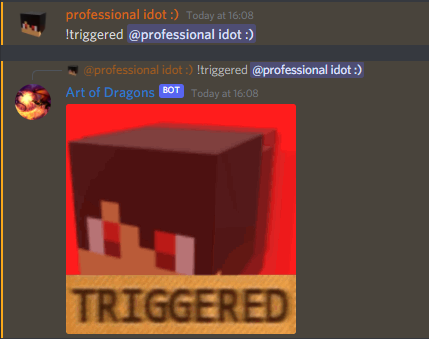 professional idot :) Today at 16:08
!triggered @professional idot :)
@professional idot :) !triggered @professional idot :)
Art of Dragons BOT Today at 16:08
TRIGGERED